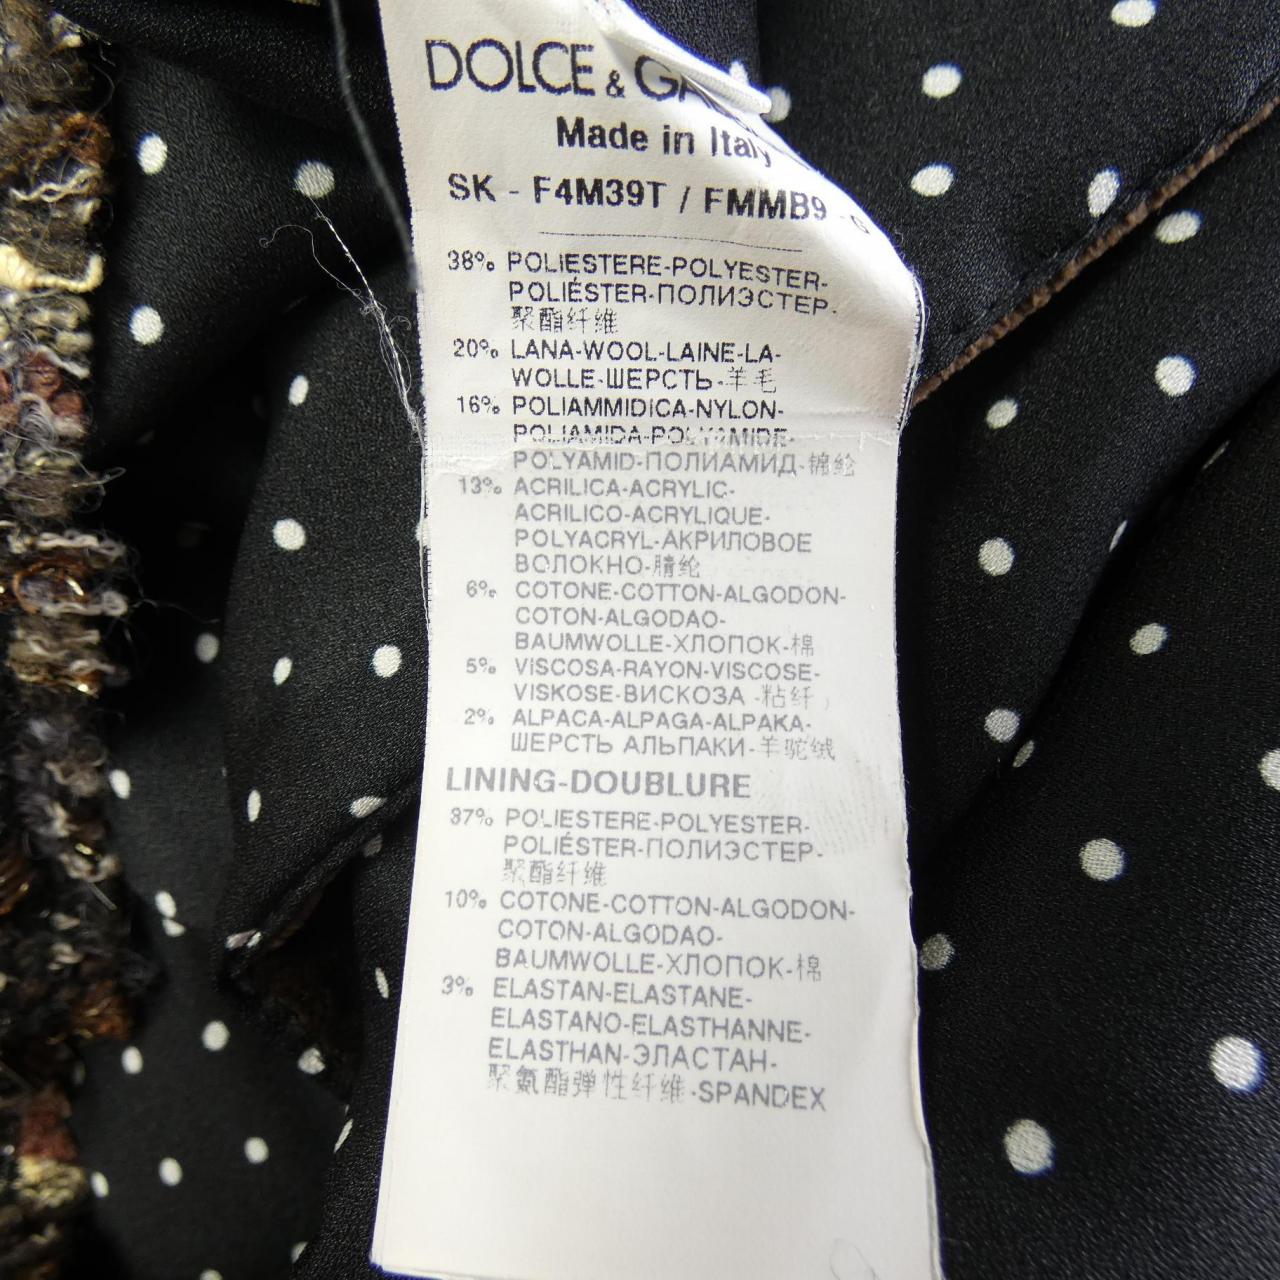 DOLCE &
Made in Italy
SK - F4M39T / FMMB9 - G
38% POLIESTERE-POLYESTER-
POLIÉSTER-ПОЛИЭСТЕР-
聚酯纤维
20% LANA-WOOL-LAINE-LA-
WOLLE-ШЕРСТЬ-羊毛
16% POLIAMMIDICA-NYLON-
POLIAMIDA-POLYAMIDE-
POLYAMID-ПОЛИАМИД-锦纶
13% ACRILICA-ACRYLIC-
ACRILICO-ACRYLIQUE-
POLYACRYL-АКРИЛОВОЕ
ВОЛОКНО-腈纶
6% COTONE-COTTON-ALGODON-
COTON-ALGODAO-
BAUMWOLLE-ХЛОПОК-棉
5% VISCOSA-RAYON-VISCOSE-
VISKOSE-ВИСКОЗА -粘纤
2% ALPACA-ALPAGA-ALPAKA-
ШЕРСТЬ АЛЬПАКИ-羊驼绒
LINING-DOUBLURE
87% POLIESTERE-POLYESTER-
POLIÉSTER-ПОЛИЭСТЕР-
聚酯纤维
10% COTONE-COTTON-ALGODON-
COTON-ALGODAO-
BAUMWOLLE-ХЛОПОК-棉
3% ELASTAN-ELASTANE-
ELASTANO-ELASTHANNE-
ELASTHAN-ЭЛАСТАН-
聚氨酯弹性纤维-SPANDEX